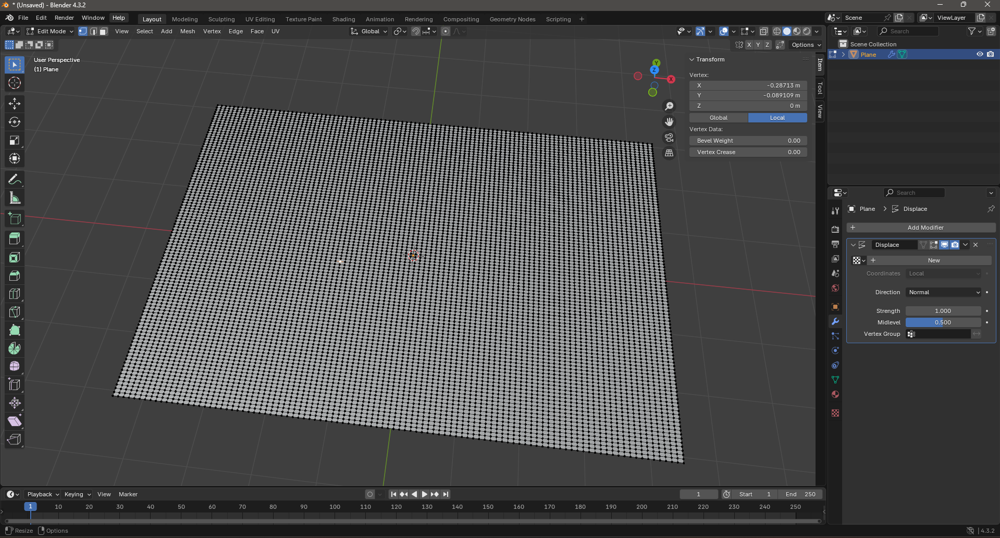 * (Unsaved) - Blender 4.3.2
File Edit Render Window Help Layout Modeling Sculpting UV Editing Texture Paint Shading Animation Rendering Compositing Geometry Nodes Scripting + Scene ViewLayer
Edit Mode View Select Add Mesh Vertex Edge Face UV Global Search
X Y Z Options
Scene Collection
Plane
User Perspective
(1) Plane
Y
Z
X
Transform
Vertex:
X -0.28713 m
Y -0.089109 m
Z 0 m
Global Local
Vertex Data:
Bevel Weight 0.00
Vertex Crease 0.00
Item
Tool
View
Search
Plane > Displace
+ Add Modifier
Displace
+ New
Coordinates Local
Direction Normal
Strength 1.000
Midlevel 0.500
Vertex Group
Playback Keying View Marker 1 Start 1 End 250
1 10 20 30 40 50 60 70 80 90 100 110 120 130 140 150 160 170 180 190 200 210 220 230 240 250
Resize Options 4.3.2